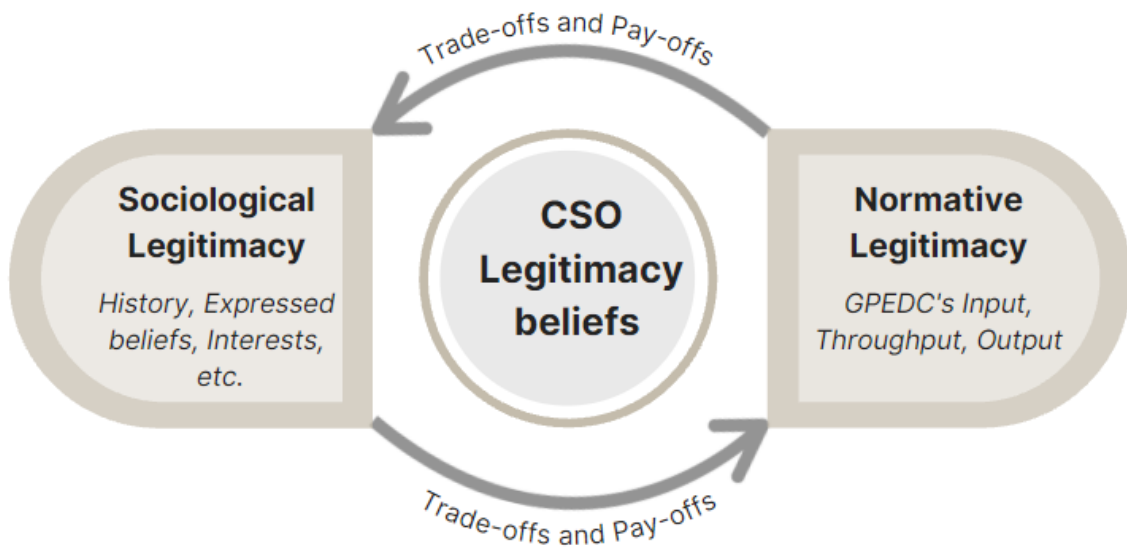 Trade-offs and Pay-offs
Sociological
Legitimacy
History, Expressed
beliefs, Interests,
etc.
CSO
Legitimacy
beliefs
Normative
Legitimacy
GPEDC's Input,
Throughput, Output
Trade-offs and Pay-offs